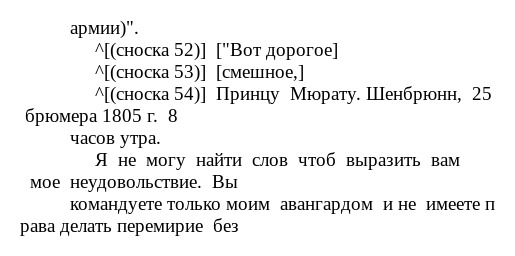 армии)".
^[(сноска 52)] ["Вот дорогое]
^[(сноска 53)] [смешное,]
^[(сноска 54)] Принцу Мюрату. Шенбрюнн, 25
брюмера 1805 г. 8
часов утра.
Я не могу найти слов чтоб выразить вам
мое неудовольствие. Вы
командуете только моим авангардом и не имеете п
рава делать перемирие без